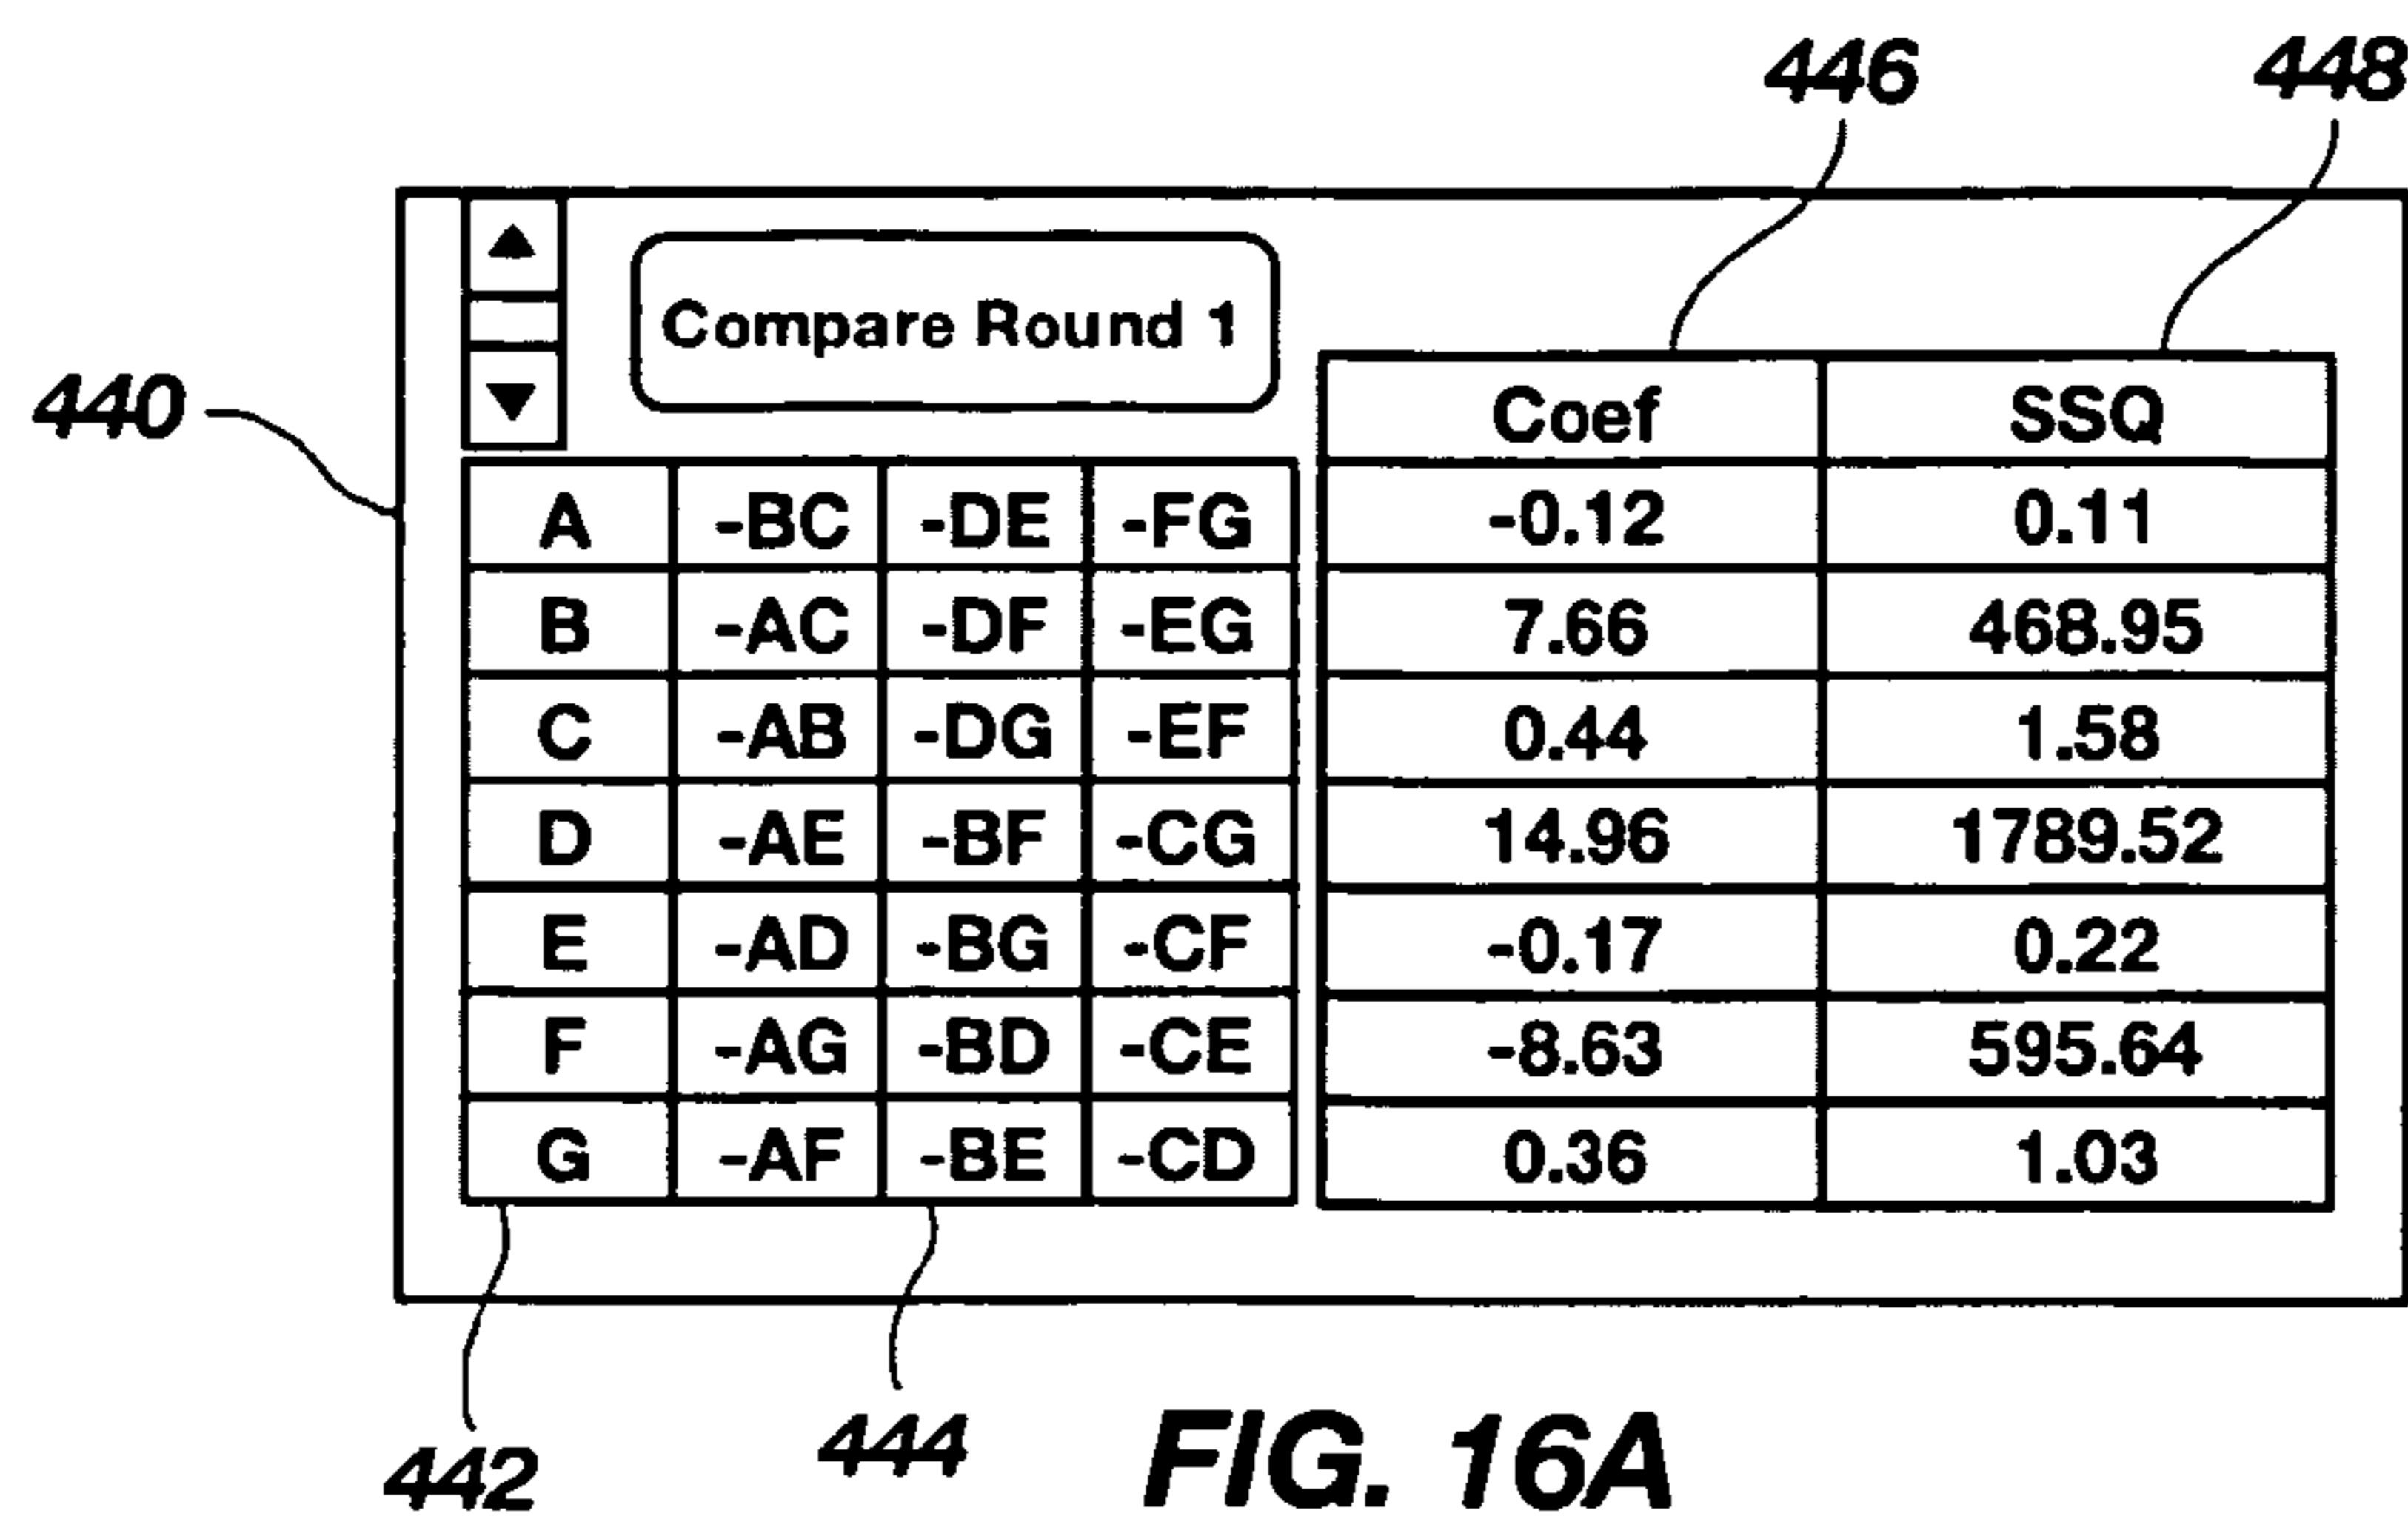 446 448
Compare Round 1
440
Coef SSQ
A -BC -DE -FG -0.12 0.11
B -AC -DF -EG 7.66 468.95
C -AB -DG -EF 0.44 1.58
D -AE -BF -CG 14.96 1789.52
E -AD -BG -CF -0.17 0.22
F -AG -BD -CE -8.63 595.64
G -AF -BE -CD 0.36 1.03
442 444 FIG. 16A